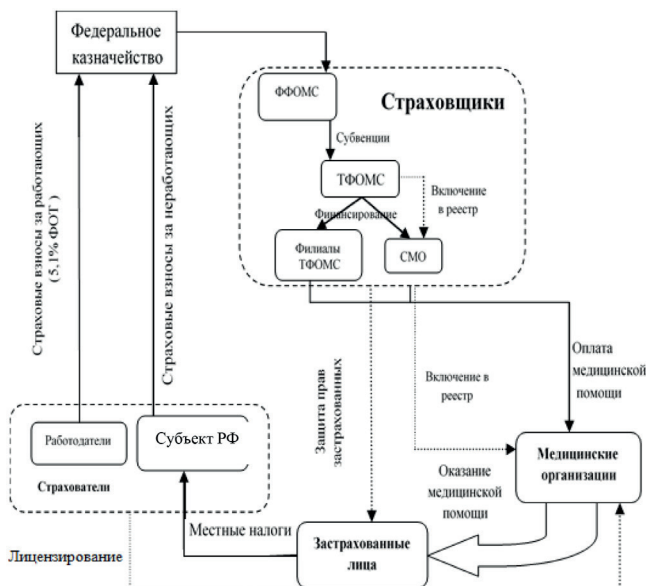 Федеральное
казначейство
ФФОМС
Страховщики
Субвенции
ТФОМС
Включение
в реестр
Финансирование
Филиалы
ТФОМС
СМО
Страховые взносы за работающих
(5,1% ФОТ )
Страховые взносы за неработающих
Защита прав
застрахованных
Включение в
реестр
Оплата
медицинской
помощи
Работодатели
Субъект РФ
Страхователи
Медицинские
организации
Оказание
медицинской
помощи
Местные налоги
Застрахованные
лица
Лицензирование